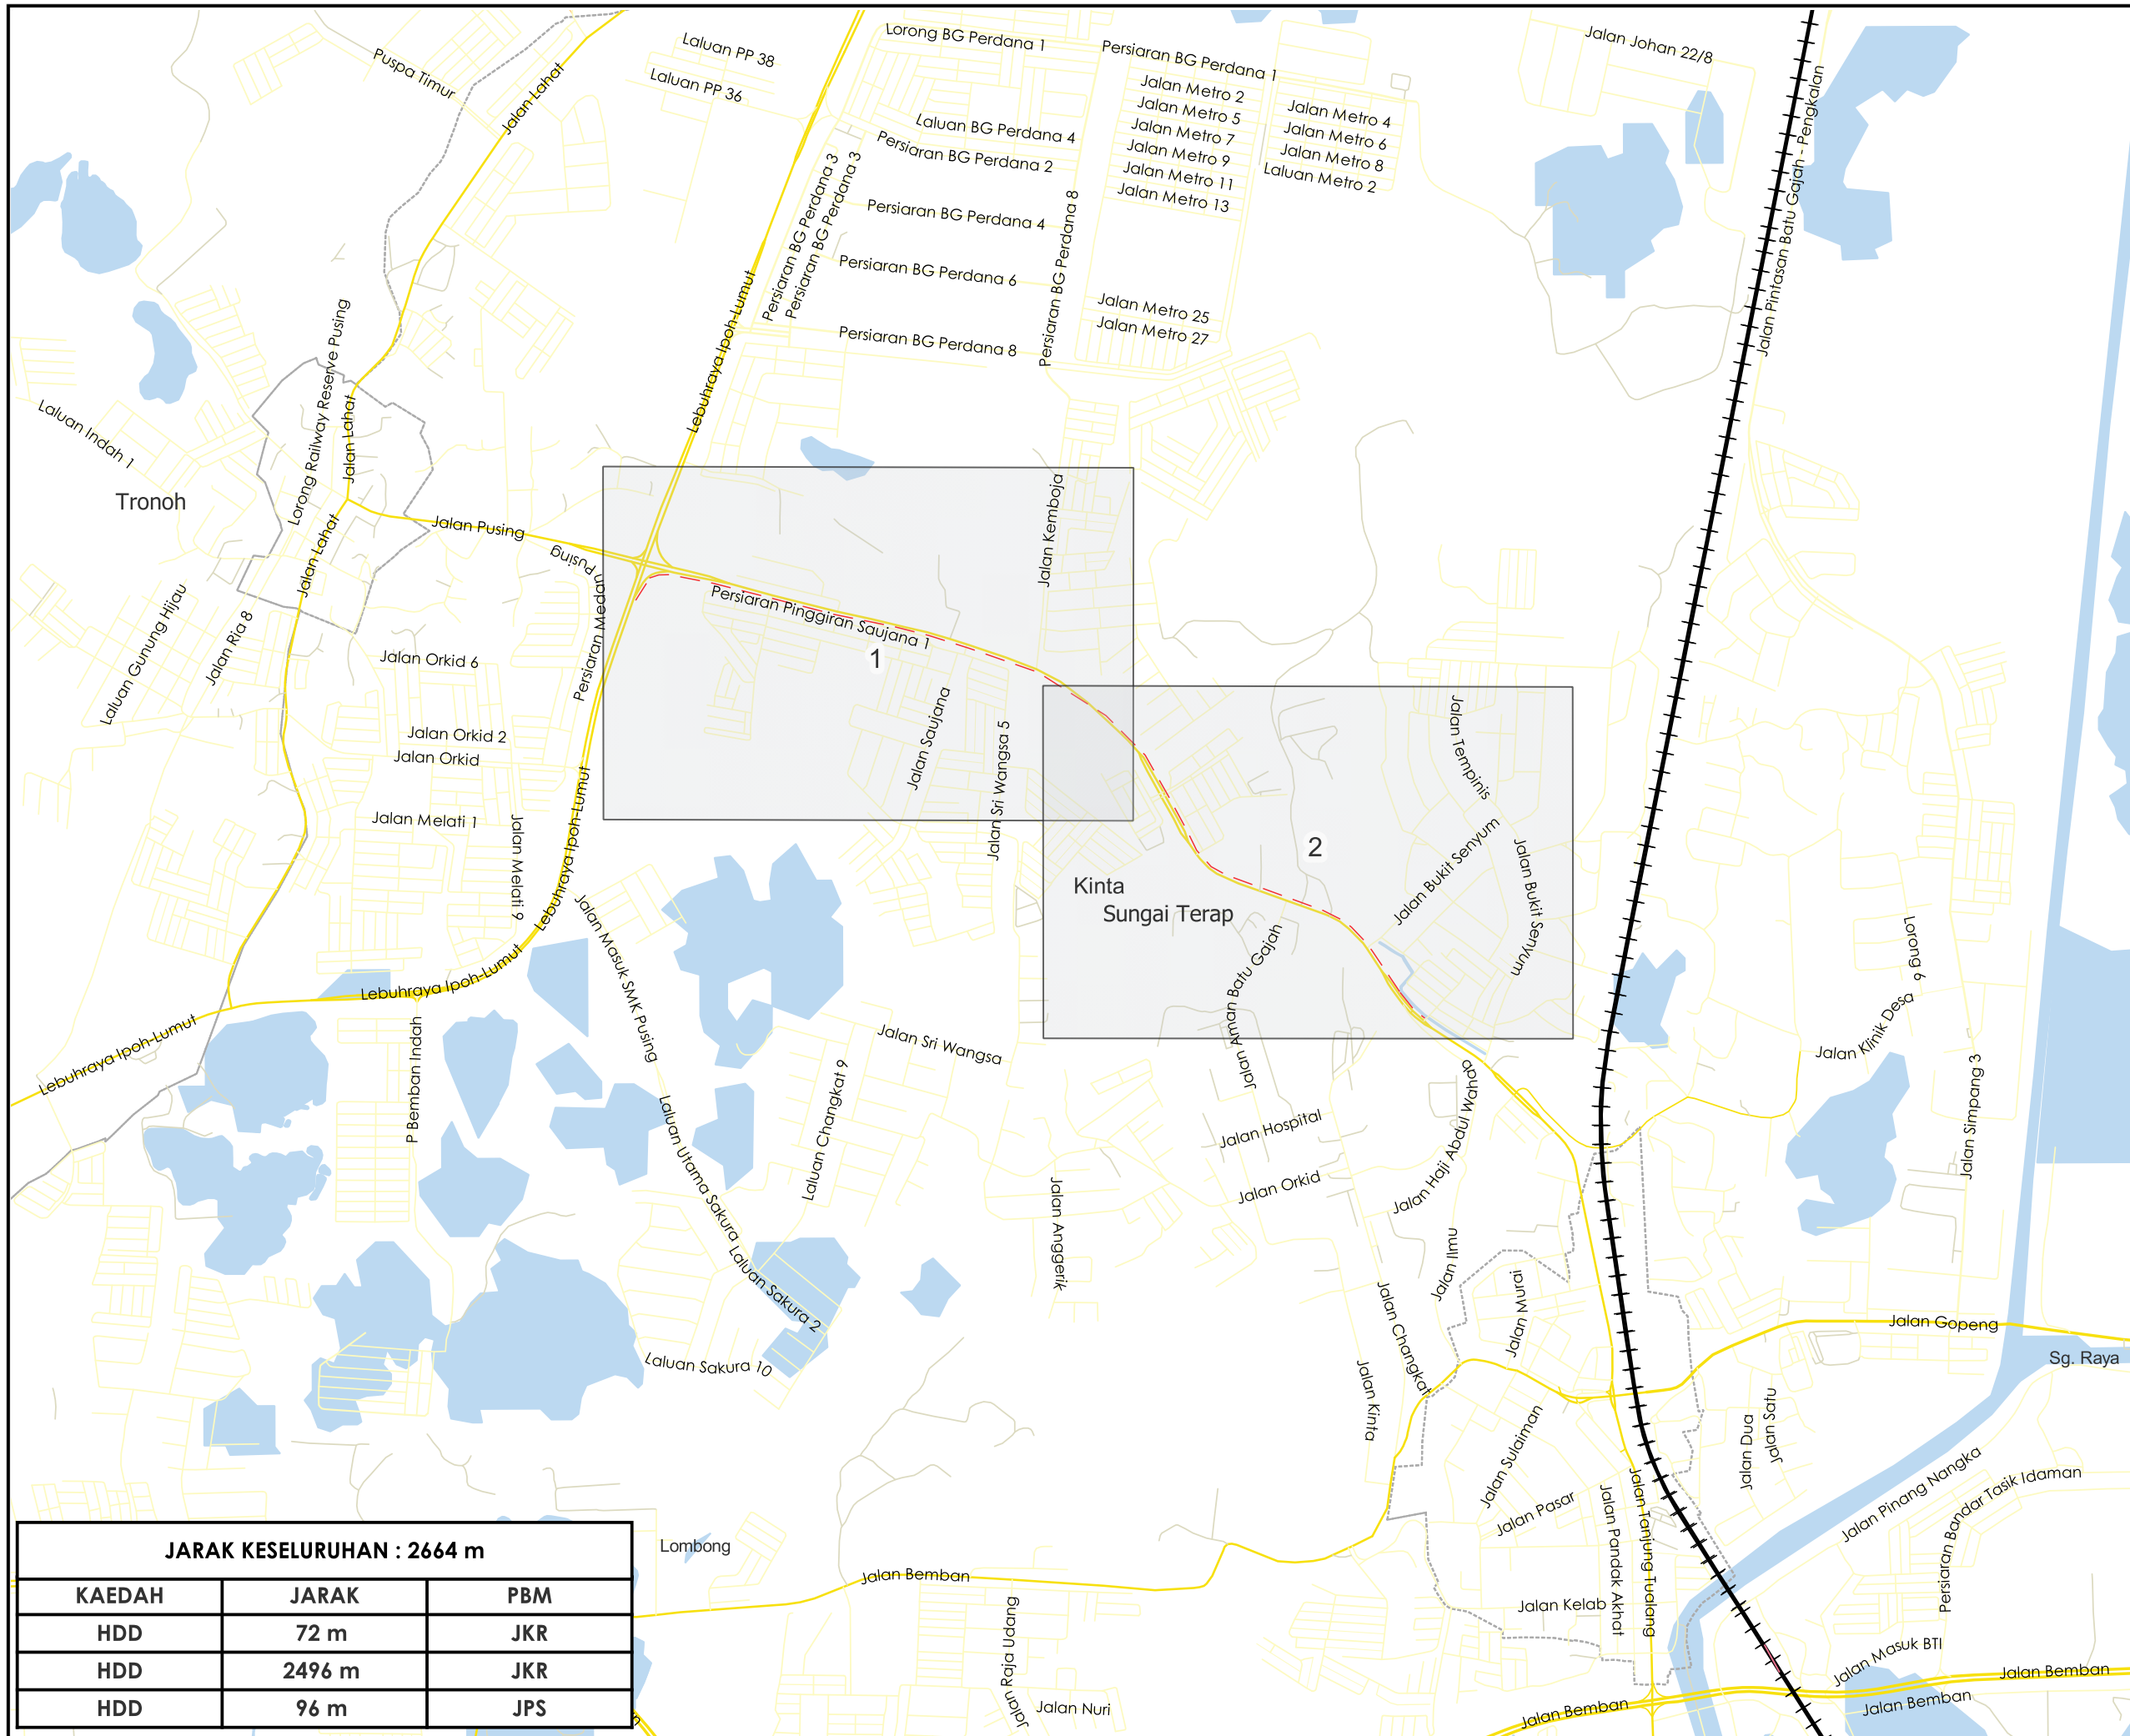 Lorong BG Perdana 1
Persiaran BG Perdana 1
Jalan Johan 22/8
Laluan PP 38
Laluan PP 36
Puspa Timur
Jalan Lahat
Jalan Metro 2
Jalan Metro 5
Jalan Metro 7
Jalan Metro 9
Jalan Metro 11
Jalan Metro 13
Jalan Metro 4
Jalan Metro 6
Jalan Metro 8
Laluan Metro 2
Laluan BG Perdana 4
Persiaran BG Perdana 2
Persiaran BG Perdana 3
Persiaran BG Perdana 3
Persiaran BG Perdana 4
Persiaran BG Perdana 6
Persiaran BG Perdana 8
Persiaran BG Perdana 8
Jalan Metro 25
Jalan Metro 27
Jalan Pintasan Batu Gajah - Pengkalan
Lebuhraya Ipoh-Lumut
Lebuhraya Ipoh-Lumut
Lorong Railway Reserve Pusing
Jalan Lahat
Jalan Lahat
Laluan Indah 1
Tronoh
Jalan Pusing
Persiaran Medan Pusing
Jalan Kemboja
Persiaran Pinggiran Saujana 1
1
Laluan Gunung Hijau
Jalan Ria 8
Jalan Orkid 6
Jalan Orkid 2
Jalan Orkid
Jalan Melati 1
Jalan Melati 9
Jalan Saujana
Jalan Sri Wangsa 5
Jalan Tempinis
Jalan Bukit Senyum
Jalan Bukit Senyum
2
Kinta
Sungai Terap
Jalan Aman Batu Gajah
Lebuhraya Ipoh-Lumut
Lebuhraya Ipoh-Lumut
Lebuhraya Ipoh-Lumut
Jalan Masuk SMK Pusing
P Bemban Indah
Jalan Sri Wangsa
Laluan Changkat 9
Laluan Utama Sakura
Laluan Sakura 2
Laluan Sakura 10
Jalan Anggerik
Jalan Hospital
Jalan Orkid
Jalan Haji Abdul Wahab
Jalan Ilmu
Jalan Murai
Jalan Changkat
Jalan Kinta
Lorong 9
Jalan Klinik Desa
Jalan Simpang 3
Jalan Gopeng
Sg. Raya
Jalan Satu
Jalan Dua
Jalan Sulaiman
Jalan Pasar
Jalan Pandak Akhat
Jalan Tanjung Tualang
Jalan Kelab
Jalan Pinang Nangka
Persiaran Bandar Tasik Idaman
Jalan Masuk BTI
Jalan Bemban
Jalan Bemban
Jalan Bemban
Jalan Bemban
Lombong
Jalan Raja Udang
Jalan Nuri
JARAK KESELURUHAN : 2664 m
KAEDAH JARAK PBM
HDD 72 m JKR
HDD 2496 m JKR
HDD 96 m JPS